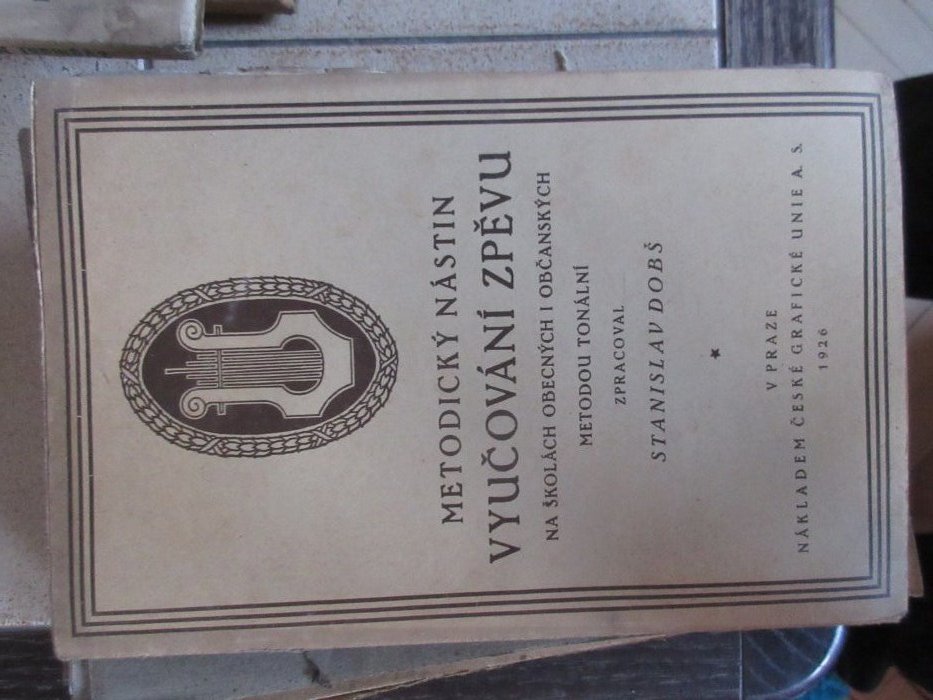 METODICKÝ NÁSTIN
VYUČOVÁNÍ ZPĚVU
NA ŠKOLÁCH OBECNÝCH I OBČANSKÝCH
METODOU TONÁLNÍ
ZPRACOVAL
STANISLAV DOBŠ
V PRAZE
NÁKLADEM ČESKÉ GRAFICKÉ UNIE A. S.
1926